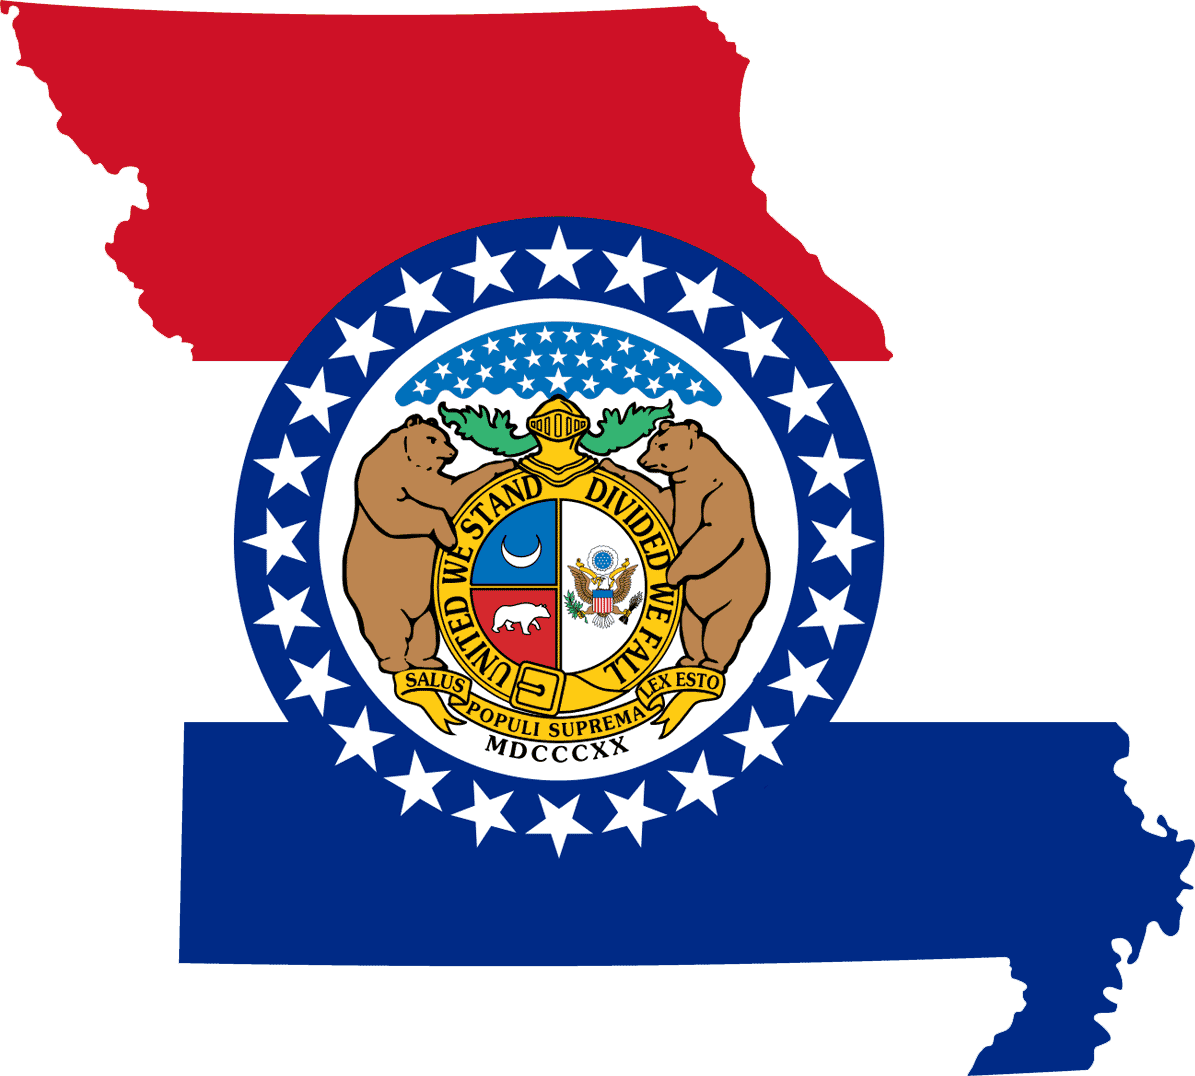 UNITED WE STAND DIVIDED WE FALL
SALUS POPULI SUPREMA LEX ESTO
MDCCCXX